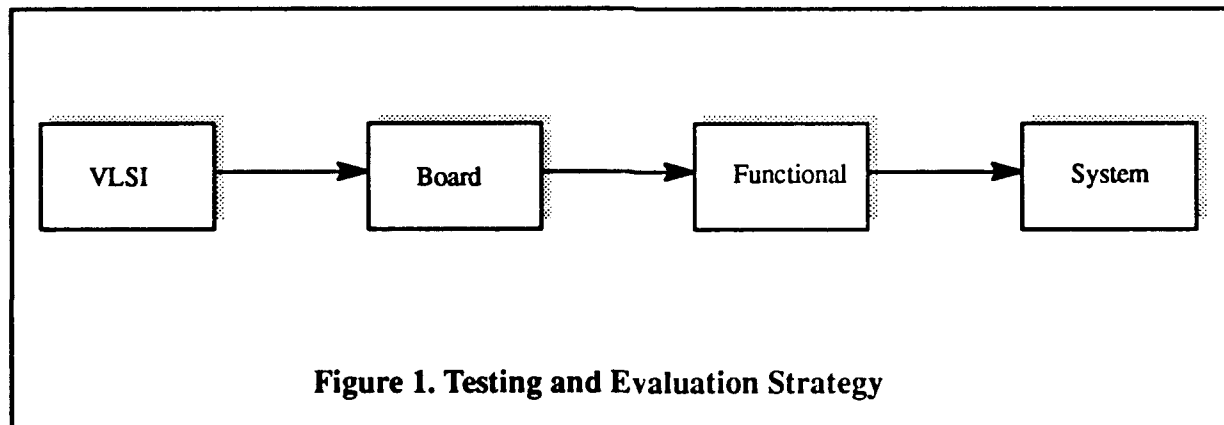 VLSI
Board
Functional
System
Figure 1. Testing and Evaluation Strategy